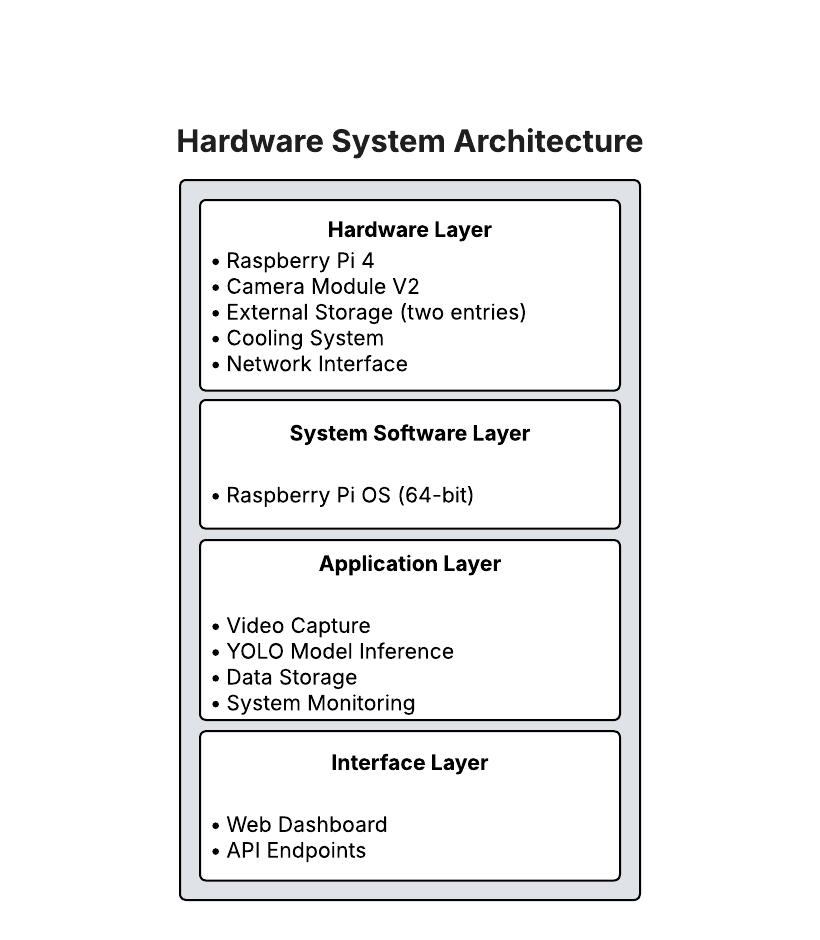 Hardware System Architecture
Hardware Layer
• Raspberry Pi 4
• Camera Module V2
• External Storage (two entries)
• Cooling System
• Network Interface
System Software Layer
• Raspberry Pi OS (64-bit)
Application Layer
• Video Capture
• YOLO Model Inference
• Data Storage
• System Monitoring
Interface Layer
• Web Dashboard
• API Endpoints